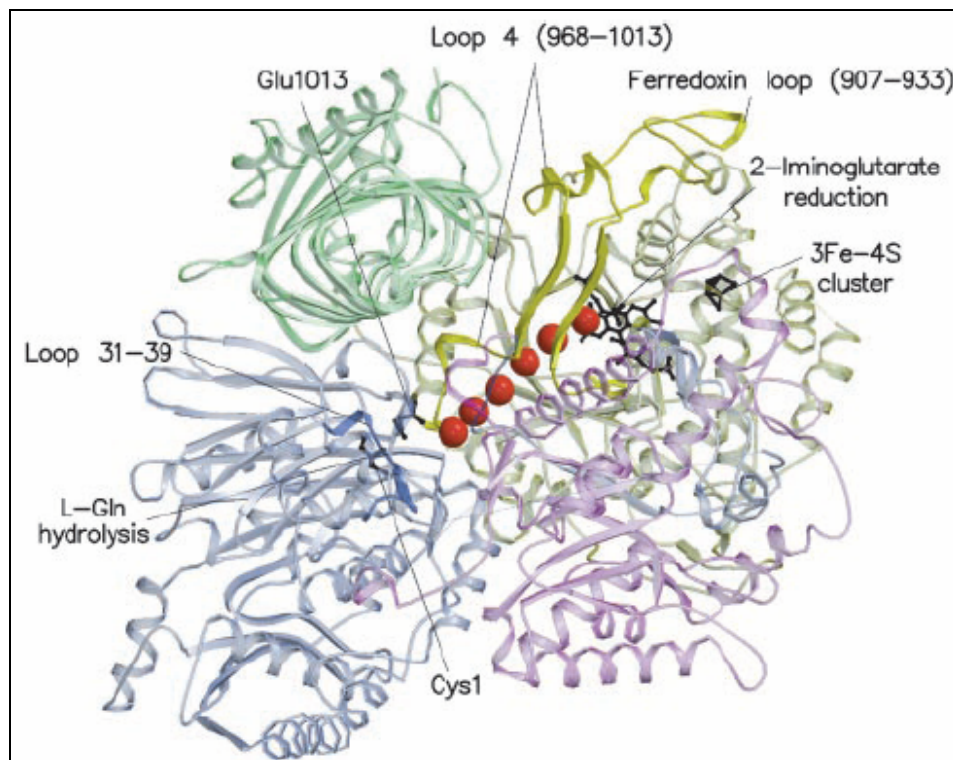 Loop 4 (968–1013)
Glu1013
Ferredoxin loop (907–933)
2–Iminoglutarate
reduction
3Fe–4S
cluster
Loop 31–39
L–Gln
hydrolysis
Cys1